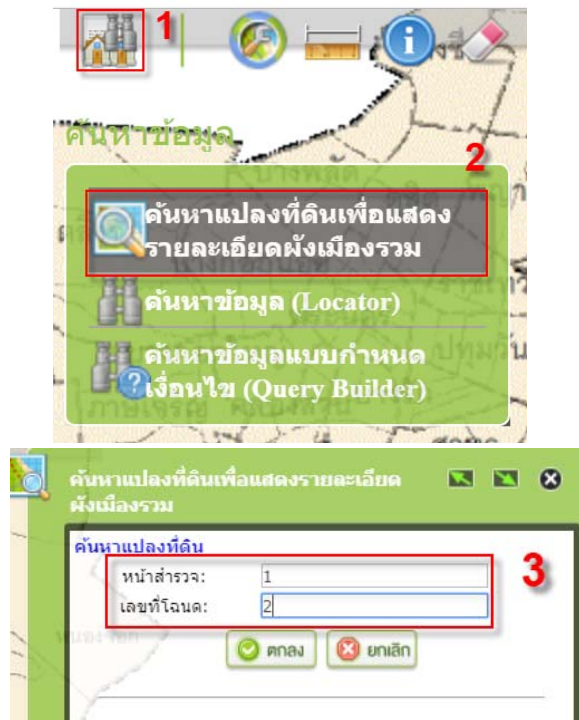 1
ค้นหาข้อมูล
2
ค้นหาแปลงที่ดินเพื่อแสดง
รายละเอียดผังเมืองรวม
ค้นหาข้อมูล (Locator)
ค้นหาข้อมูลแบบกำหนด
เงื่อนไข (Query Builder)
ค้นหาแปลงที่ดินเพื่อแสดงรายละเอียด
ผังเมืองรวม
ค้นหาแปลงที่ดิน
หน้าสำรวจ: 1
เลขที่โฉนด: 2
3
ตกลง ยกเลิก